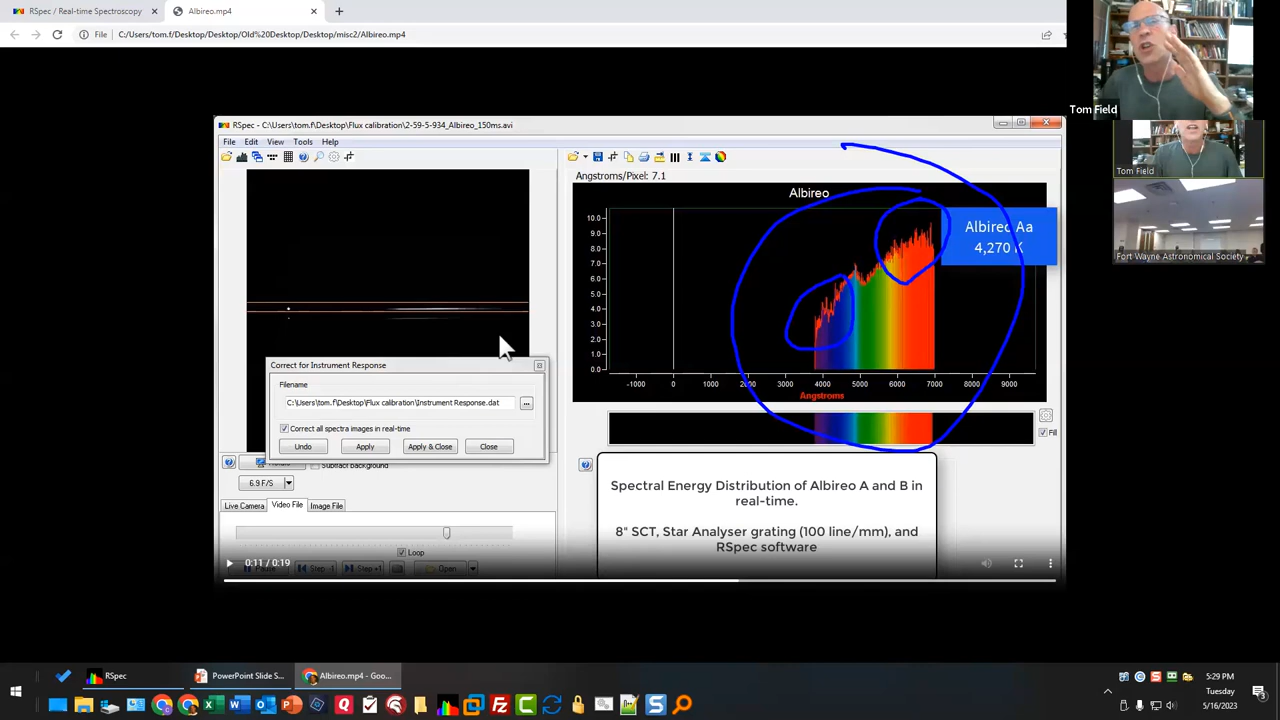 RSpec / Real-time Spectroscopy
Albireo.mp4
File
C:/Users/tom.f/Desktop/Desktop/Old%20Desktop/Desktop/misc2/Albireo.mp4
Tom Field
Tom Field
Fort Wayne Astronomical Society
RSpec - C:\Users\tom.f\Desktop\Flux calibration\2-59-5-934_Albireo_150ms.avi
File Edit View Tools Help
Angstroms/Pixel: 7.1
Albireo
Albireo Aa
4,270 K
10.0
9.0
8.0
7.0
6.0
5.0
4.0
3.0
2.0
1.0
0.0
-1000 0 1000 2000 3000 4000 5000 6000 7000 8000 9000
Angstroms
Fill
Correct for Instrument Response
Filename
C:\Users\tom.f\Desktop\Flux calibration\Instrument Response.dat
...
Correct all spectra images in real-time
Undo Apply Apply & Close Close
Subtract background
6.9 F/S
Live Camera Video File Image File
Loop
Pause Step -1 Step +1 Open
0:11 / 0:19
Spectral Energy Distribution of Albireo A and B in
real-time.
8" SCT, Star Analyser grating (100 line/mm), and
RSpec software
RSpec
PowerPoint Slide S...
Albireo.mp4 - Goo...
5:29 PM
Tuesday
5/16/2023